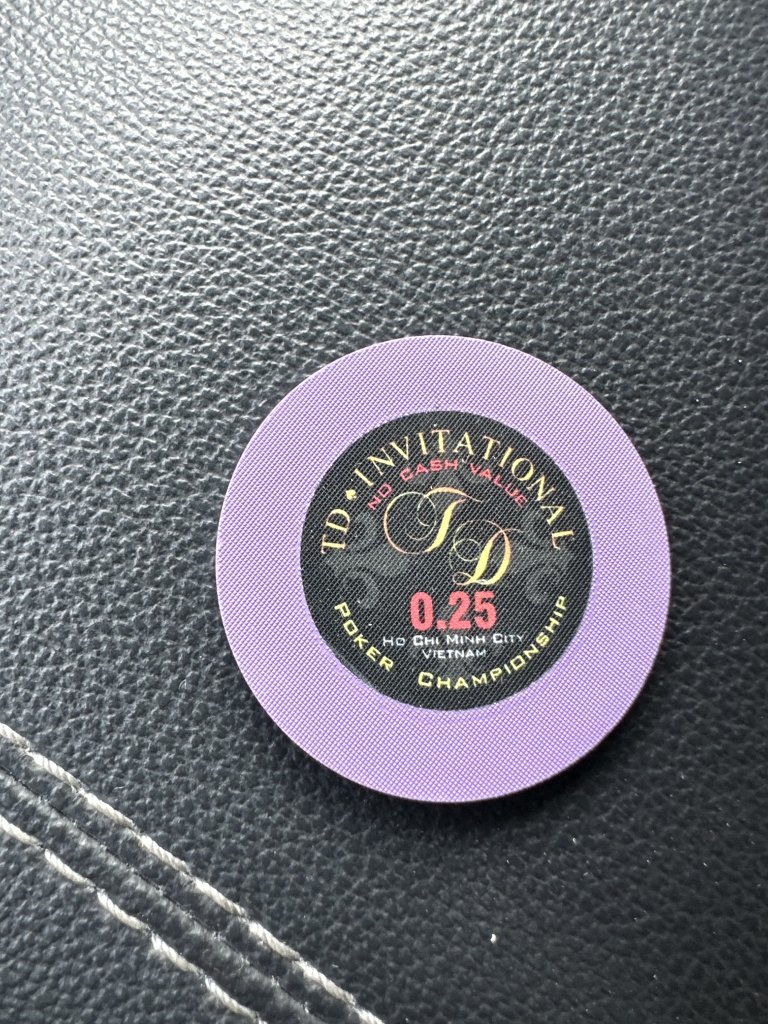 TD♠INVITATIONAL
NO CASH VALUE
TD
0.25
HO CHI MINH CITY
VIETNAM
POKER CHAMPIONSHIP